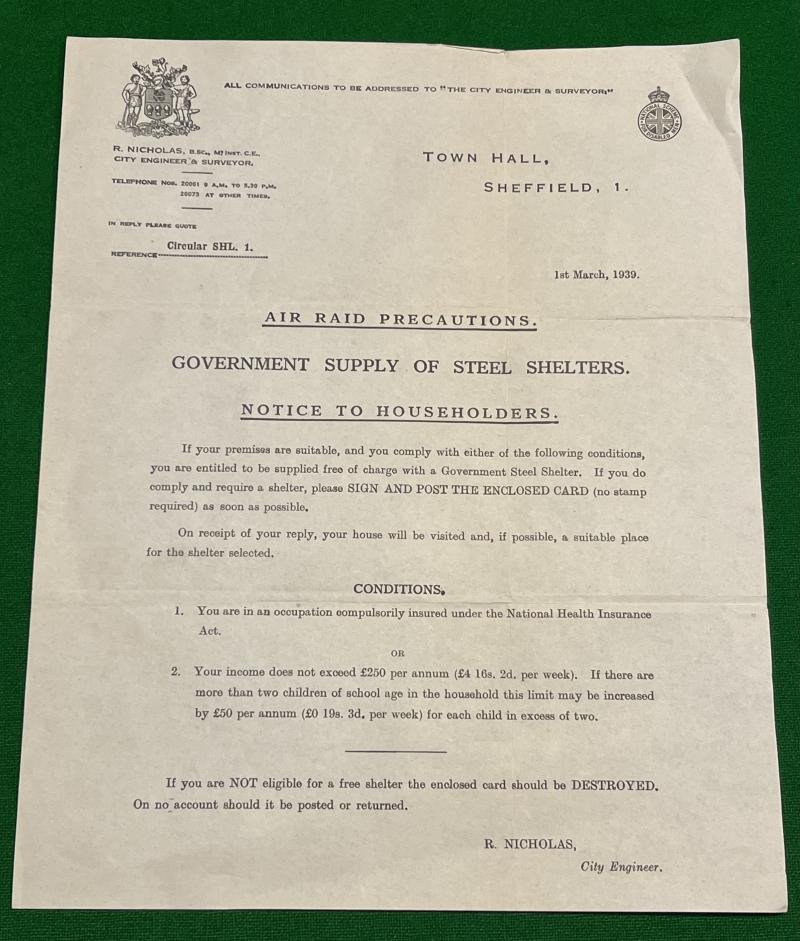 ALL COMMUNICATIONS TO BE ADDRESSED TO "THE CITY ENGINEER & SURVEYOR."
NATIONAL SCHEME
DISABLED MEN
R. NICHOLAS, B.Sc., M. INST. C.E.,
CITY ENGINEER & SURVEYOR.
TELEPHONE NOS. 20061 9 A.M. TO 5.30 P.M.
20073 AT OTHER TIMES.
IN REPLY PLEASE QUOTE
REFERENCE Circular SHL. 1.
TOWN HALL,
SHEFFIELD, 1.
1st March, 1939.
AIR RAID PRECAUTIONS.
GOVERNMENT SUPPLY OF STEEL SHELTERS.
NOTICE TO HOUSEHOLDERS.
If your premises are suitable, and you comply with either of the following conditions,
you are entitled to be supplied free of charge with a Government Steel Shelter. If you do
comply and require a shelter, please SIGN AND POST THE ENCLOSED CARD (no stamp
required) as soon as possible.
On receipt of your reply, your house will be visited and, if possible, a suitable place
for the shelter selected.
CONDITIONS.
1. You are in an occupation compulsorily insured under the National Health Insurance
Act.
OR
2. Your income does not exceed £250 per annum (£4 16s. 2d. per week). If there are
more than two children of school age in the household this limit may be increased
by £50 per annum (£0 19s. 3d. per week) for each child in excess of two.
If you are NOT eligible for a free shelter the enclosed card should be DESTROYED.
On no account should it be posted or returned.
R. NICHOLAS,
City Engineer.